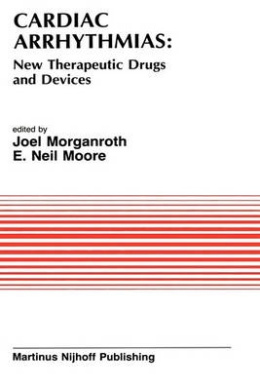 CARDIAC
ARRHYTHMIAS:
New Therapeutic Drugs
and Devices
edited by
Joel Morganroth
E. Neil Moore
Martinus Nijhoff Publishing